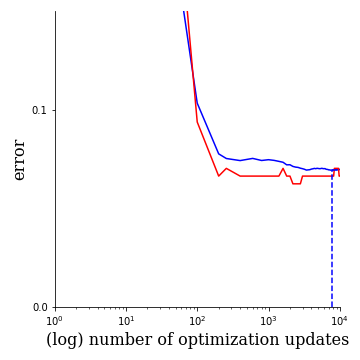 0.1
error
0.0
10^0 10^1 10^2 10^3 10^4
(log) number of optimization updates